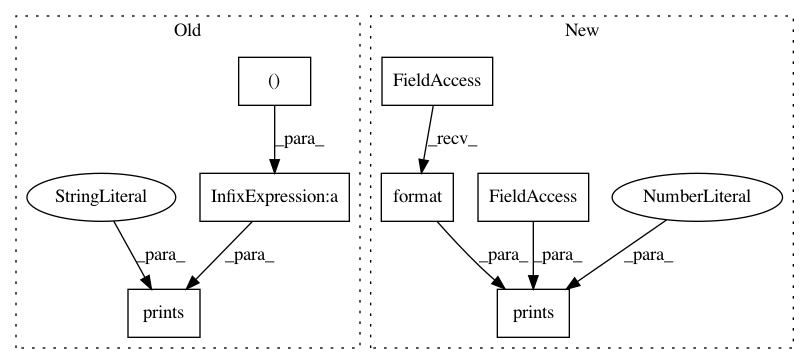 Old
New
()
FieldAccess
_para_
_recv_
StringLiteral
InfixExpression:a
format
FieldAccess
NumberLiteral
_para_
_para_
_para_
_para_
_para_
prints
prints